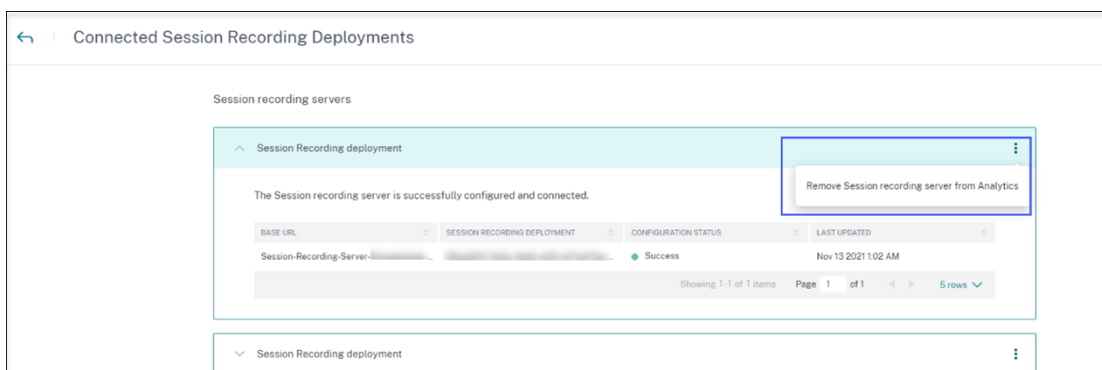 Connected Session Recording Deployments
Session recording servers
Session Recording deployment
Remove Session recording server from Analytics
The Session recording server is successfully configured and connected.
BASE URL SESSION RECORDING DEPLOYMENT CONFIGURATION STATUS LAST UPDATED
Session-Recording-Server- Success Nov 13 2021 1:02 AM
Showing 1-1 of 1 items Page 1 of 1 5 rows
Session Recording deployment